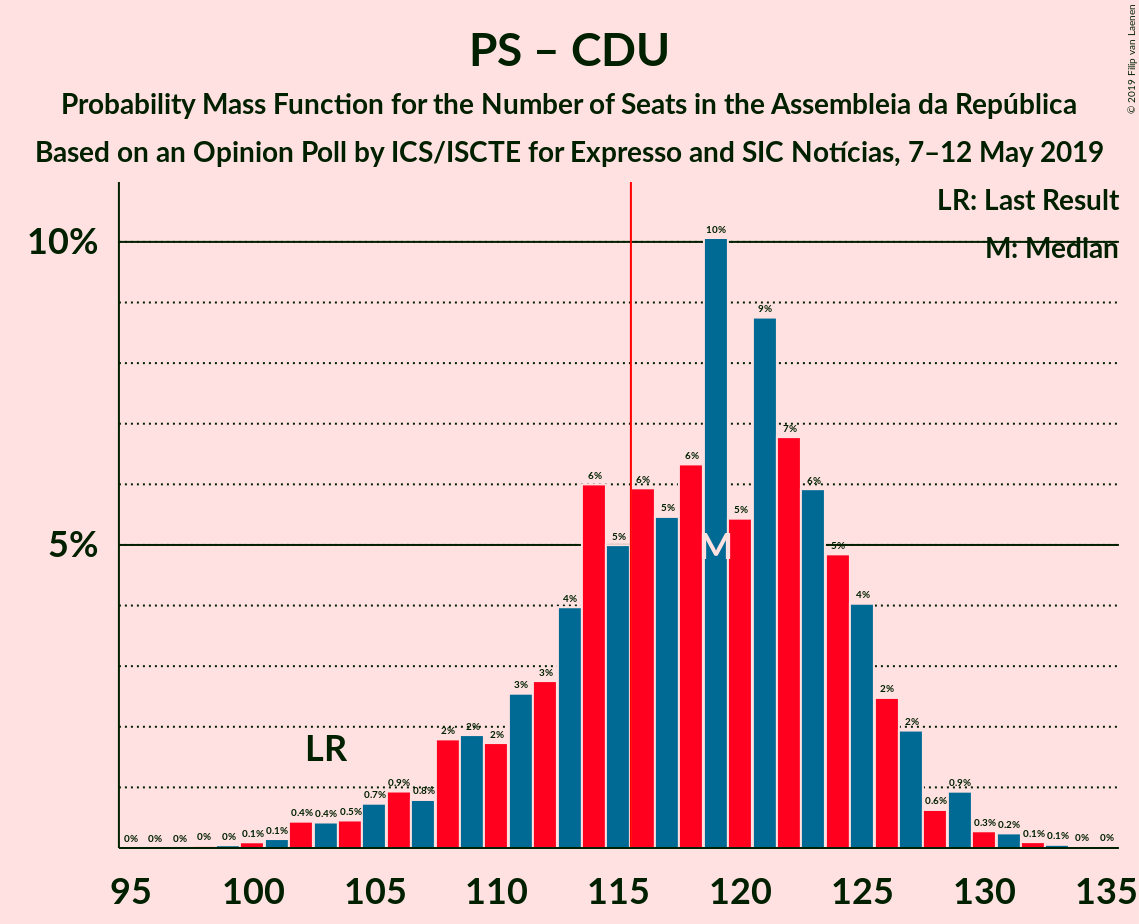 PS – CDU
Probability Mass Function for the Number of Seats in the Assembleia da República
Based on an Opinion Poll by ICS/ISCTE for Expresso and SIC Notícias, 7–12 May 2019
© 2019 Filip van Laenen
LR: Last Result
M: Median
10%
5%
0% 0% 0% 0% 0% 0.1% 0.1% 0.4% 0.4% 0.5% 0.7% 0.9% 0.8% 2% 2% 2% 3% 3% 4% 6% 5% 6% 5% 6% 10% 5% 9% 7% 6% 5% 4% 2% 2% 0.6% 0.9% 0.3% 0.2% 0.1% 0.1% 0% 0%
LR
M
95 100 105 110 115 120 125 130 135